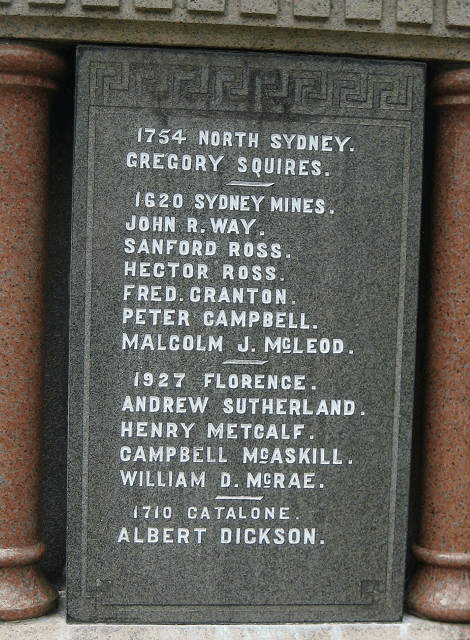 1754 NORTH SYDNEY.
GREGORY SQUIRES.
1620 SYDNEY MINES.
JOHN R. WAY.
SANFORD ROSS.
HECTOR ROSS.
FRED. CRANTON.
PETER CAMPBELL.
MALCOLM J. McLEOD.
1927 FLORENCE.
ANDREW SUTHERLAND.
HENRY METCALF.
CAMPBELL McASKILL.
WILLIAM D. McRAE.
1710 CATALONE.
ALBERT DICKSON.